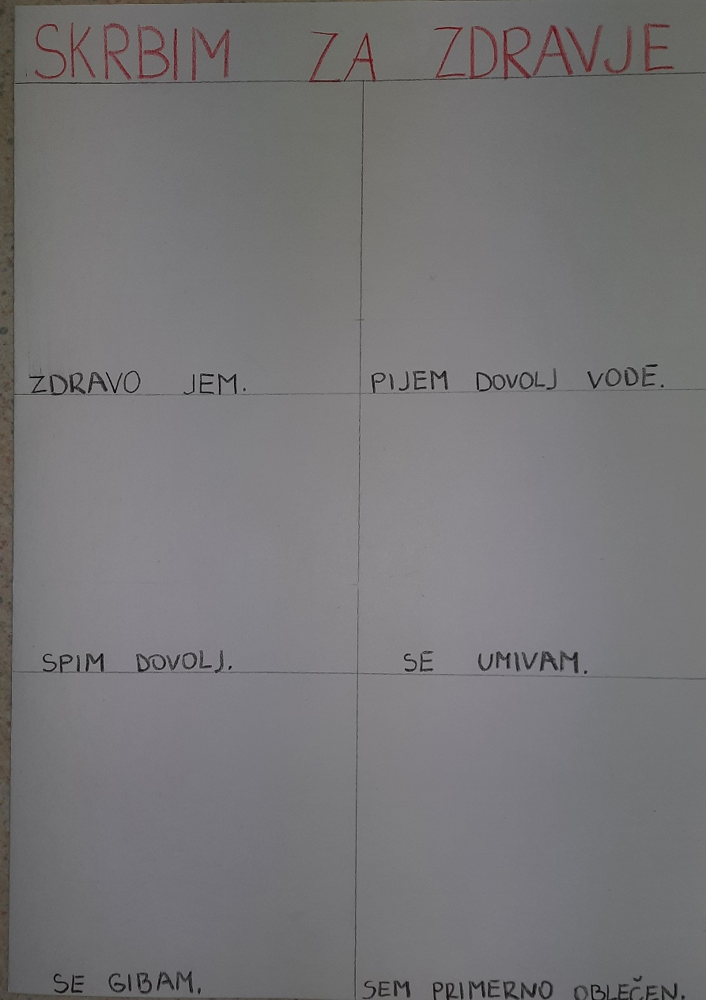 SKRBIM ZA ZDRAVJE
ZDRAVO JEM.
PIJEM DOVOLJ VODE.
SPIM DOVOLJ.
SE UMIVAM.
SE GIBAM.
SEM PRIMERNO OBLEČEN.